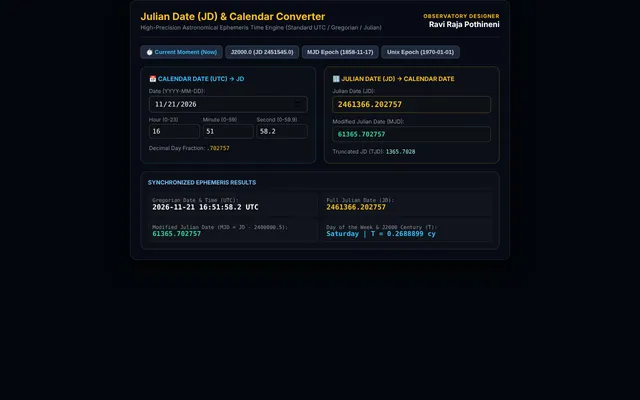 Julian Date (JD) & Calendar Converter
High-Precision Astronomical Ephemeris Time Engine (Standard UTC / Gregorian / Julian)
OBSERVATORY DESIGNER
Ravi Raja Pothineni
Current Moment (Now)
J2000.0 (JD 2451545.0)
MJD Epoch (1858-11-17)
Unix Epoch (1970-01-01)
CALENDAR DATE (UTC) → JD
Date (YYYY-MM-DD):
11/21/2026
Hour (0-23)
Minute (0-59)
Second (0-59.9)
16
51
58.2
Decimal Day Fraction: .702757
JULIAN DATE (JD) → CALENDAR DATE
Julian Date (JD):
2461366.202757
Modified Julian Date (MJD):
61365.702757
Truncated JD (TJD): 1365.7028
SYNCHRONIZED EPHEMERIS RESULTS
Gregorian Date & Time (UTC):
2026-11-21 16:51:58.2 UTC
Full Julian Date (JD):
2461366.202757
Modified Julian Date (MJD = JD - 2400000.5):
61365.702757
Day of the Week & J2000 Century (T):
Saturday | T = 0.2688899 cy